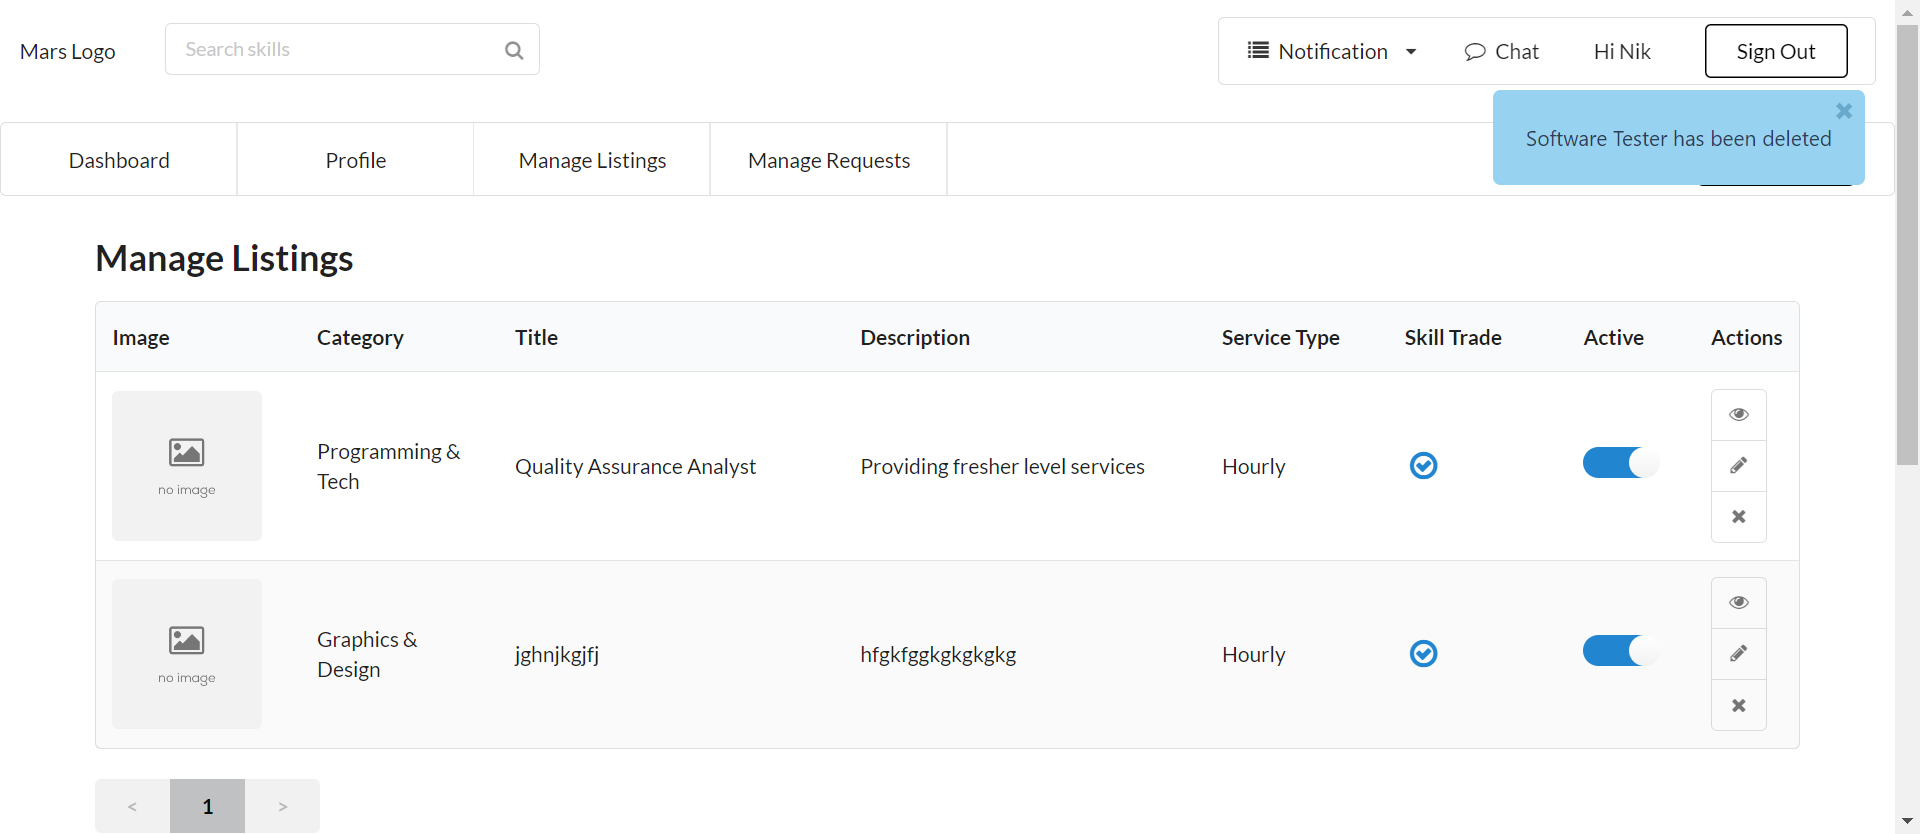 Mars Logo
Search skills
Notification
Chat
Hi Nik
Sign Out
Software Tester has been deleted
Dashboard
Profile
Manage Listings
Manage Requests
Manage Listings
Image Category Title Description Service Type Skill Trade Active Actions
no image
Programming &
Tech
Quality Assurance Analyst
Providing fresher level services
Hourly
no image
Graphics &
Design
jghnjkgjfj
hfgkfggkgkgkgkg
Hourly
< 1 >